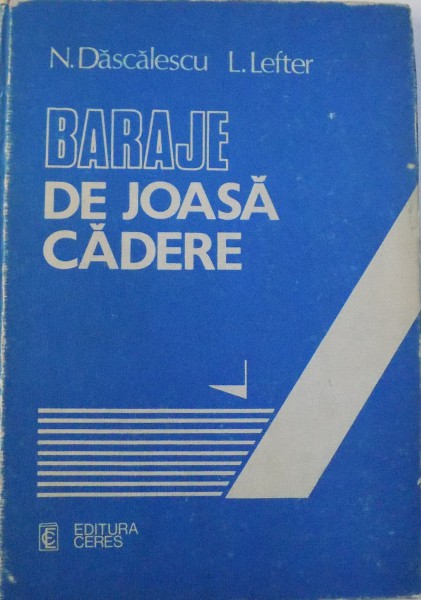 N. Dăscălescu L. Lefter
BARAJE
DE JOASĂ
CĂDERE
EDITURA
CERES